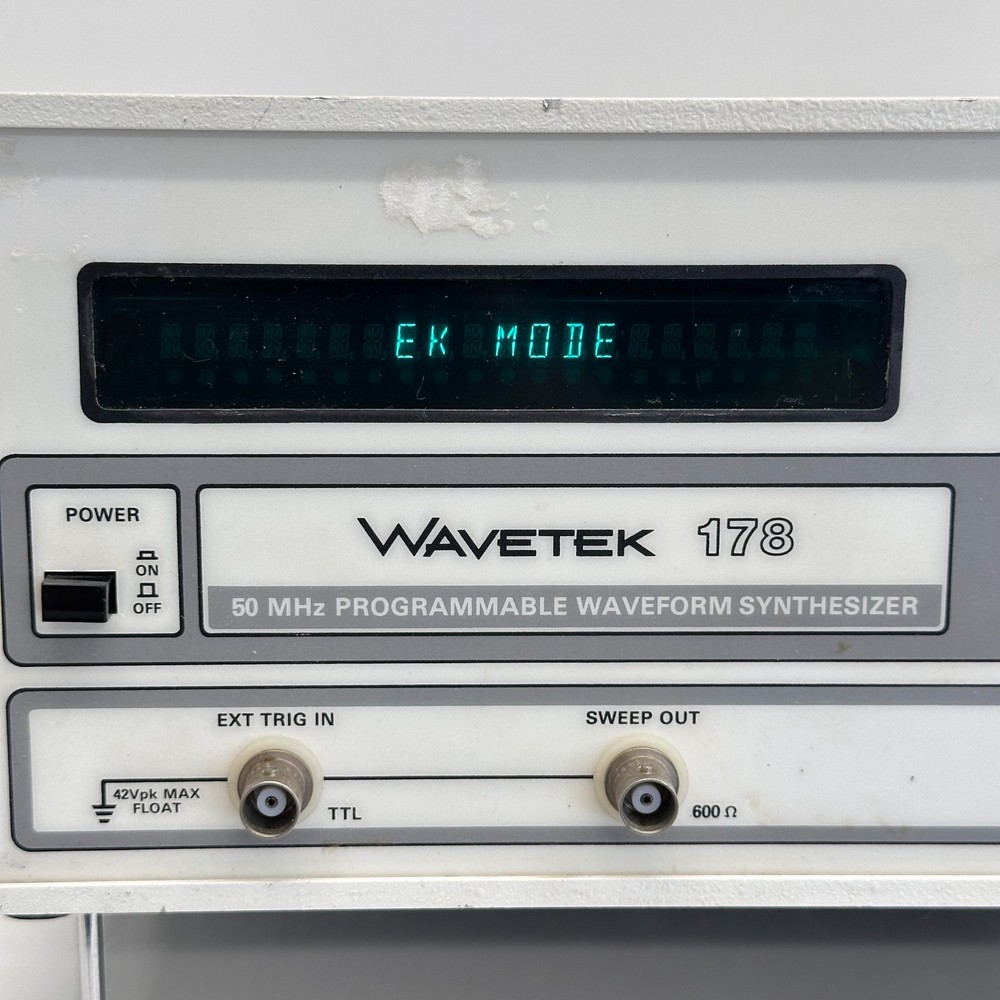 EK MODE
POWER
ON
OFF
WAVETEK 178
50 MHz PROGRAMMABLE WAVEFORM SYNTHESIZER
EXT TRIG IN
SWEEP OUT
42Vpk MAX
FLOAT
TTL
600 Ω